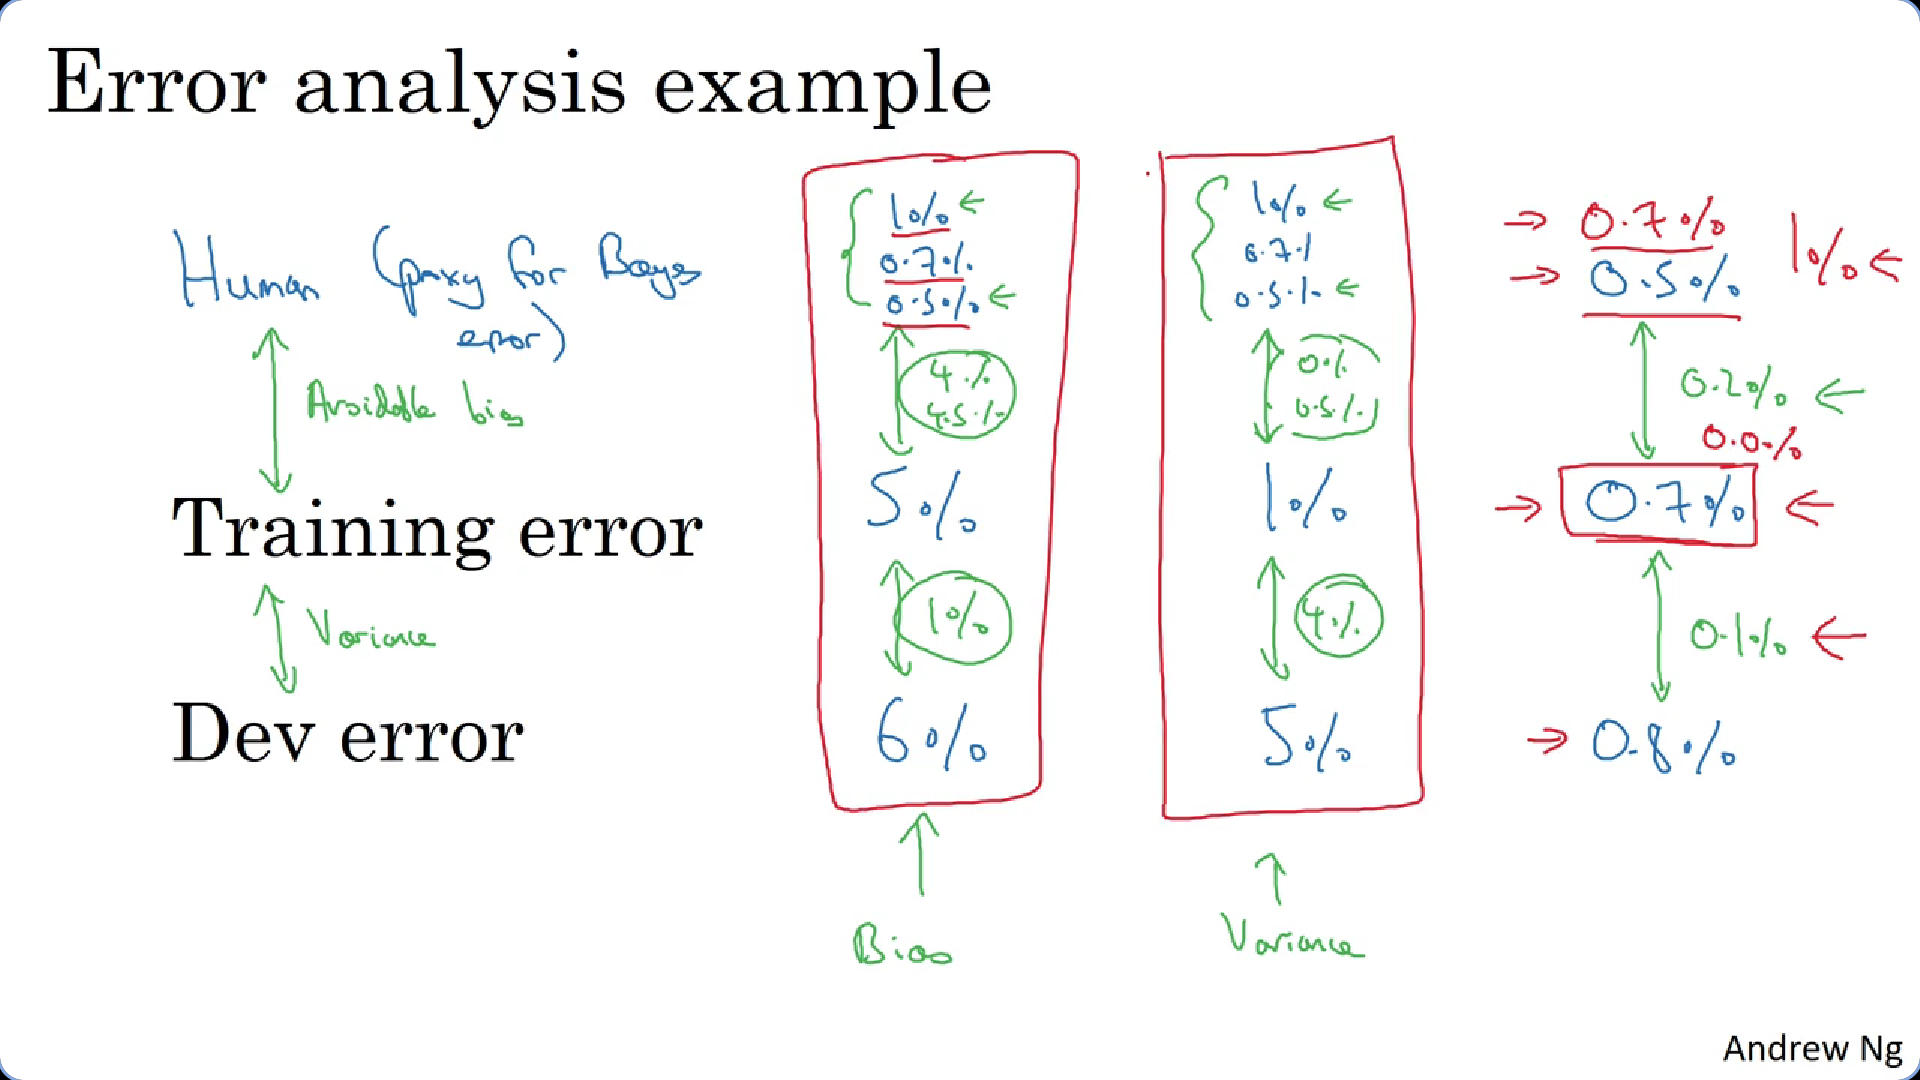 Error analysis example
Human (proxy for Bayes
error)
Avoidable bias
Training error
Variance
Dev error
1%
0.7%
0.5%
4%
4.5%
5%
1%
6%
Bias
1%
0.7%
0.5%
0%
0.5%
1%
4%
5%
Variance
0.7%
1%
0.5%
0.2%
0.0%
0.7%
0.1%
0.8%
Andrew Ng